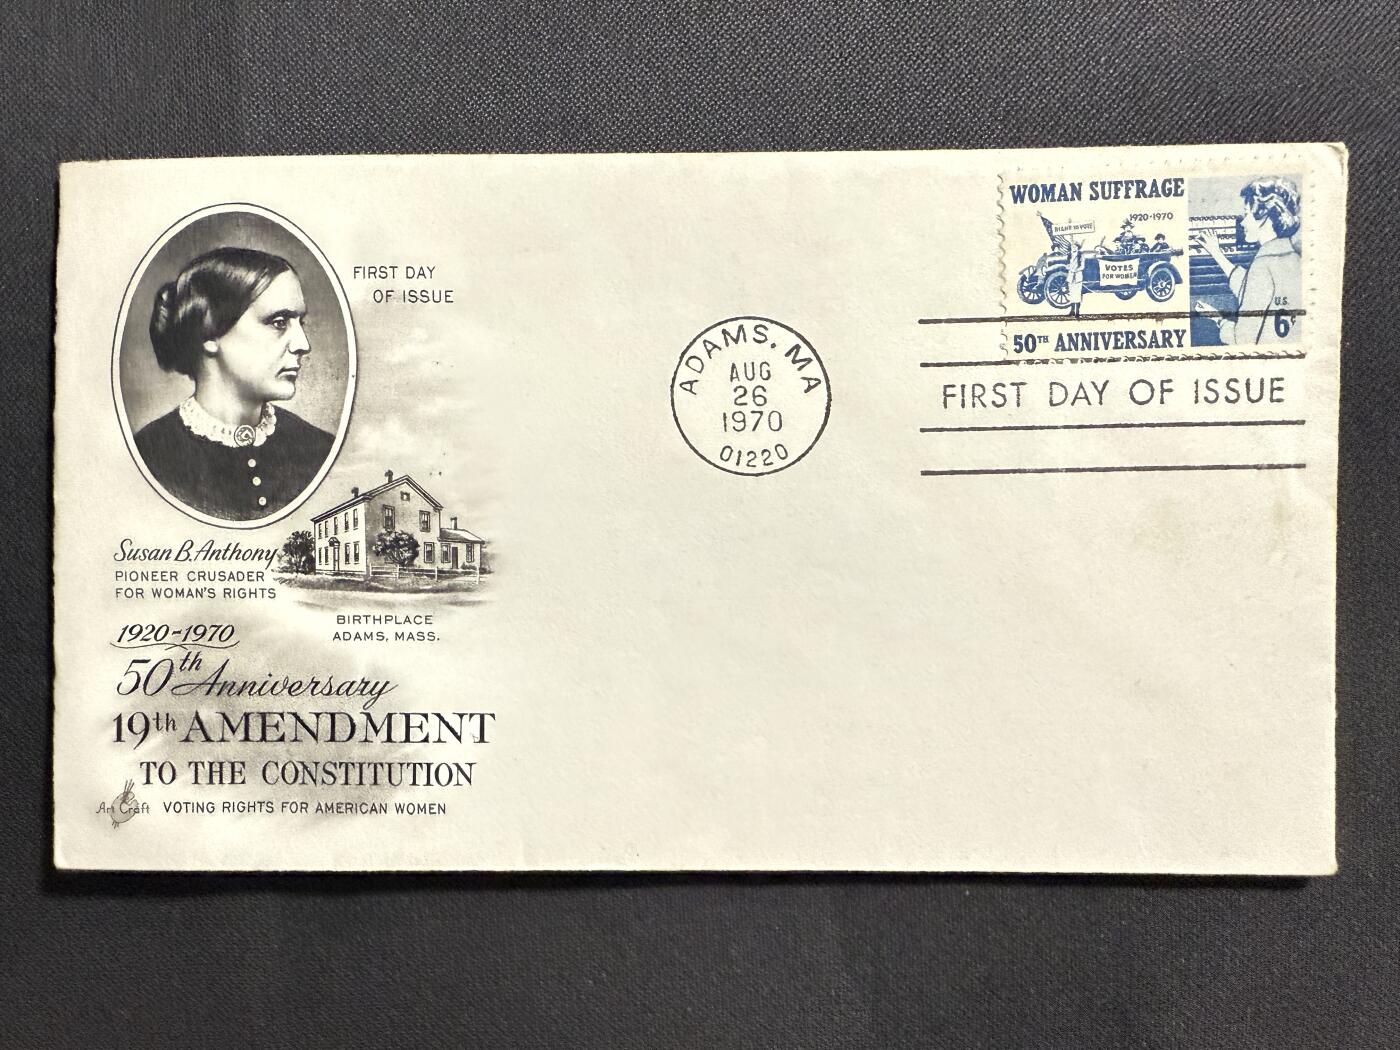 FIRST DAY
OF ISSUE
Susan B. Anthony
PIONEER CRUSADER
FOR WOMAN'S RIGHTS
BIRTHPLACE
ADAMS, MASS.
1920-1970
50th Anniversary
19th AMENDMENT
TO THE CONSTITUTION
Art Craft VOTING RIGHTS FOR AMERICAN WOMEN
ADAMS, MA
AUG
26
1970
01220
WOMAN SUFFRAGE
1920-1970
RIGHT TO VOTE
VOTES
FOR WOMEN
U.S.
6c
50TH ANNIVERSARY
FIRST DAY OF ISSUE